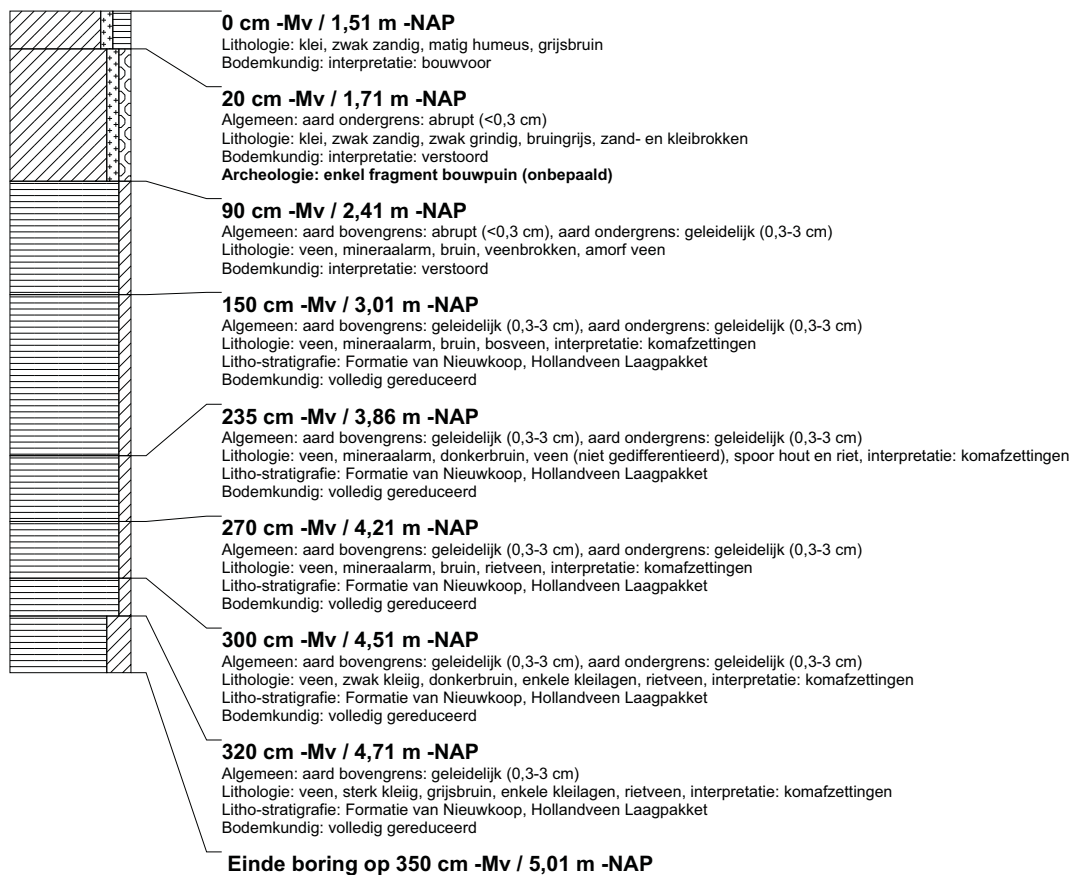 0 cm -Mv / 1,51 m -NAP
Lithologie: klei, zwak zandig, matig humeus, grijsbruin
Bodemkundig: interpretatie: bouwvoor
20 cm -Mv / 1,71 m -NAP
Algemeen: aard ondergrens: abrupt (<0,3 cm)
Lithologie: klei, zwak zandig, zwak grindig, bruingrijs, zand- en kleibrokken
Bodemkundig: interpretatie: verstoord
Archeologie: enkel fragment bouwpuin (onbepaald)
90 cm -Mv / 2,41 m -NAP
Algemeen: aard bovengrens: abrupt (<0,3 cm), aard ondergrens: geleidelijk (0,3-3 cm)
Lithologie: veen, mineraalarm, bruin, veenbrokken, amorf veen
Bodemkundig: interpretatie: verstoord
150 cm -Mv / 3,01 m -NAP
Algemeen: aard bovengrens: geleidelijk (0,3-3 cm), aard ondergrens: geleidelijk (0,3-3 cm)
Lithologie: veen, mineraalarm, bruin, bosveen, interpretatie: komafzettingen
Litho-stratigrafie: Formatie van Nieuwkoop, Hollandveen Laagpakket
Bodemkundig: volledig gereduceerd
235 cm -Mv / 3,86 m -NAP
Algemeen: aard bovengrens: geleidelijk (0,3-3 cm), aard ondergrens: geleidelijk (0,3-3 cm)
Lithologie: veen, mineraalarm, donkerbruin, veen (niet gedifferentieerd), spoor hout en riet, interpretatie: komafzettingen
Litho-stratigrafie: Formatie van Nieuwkoop, Hollandveen Laagpakket
Bodemkundig: volledig gereduceerd
270 cm -Mv / 4,21 m -NAP
Algemeen: aard bovengrens: geleidelijk (0,3-3 cm), aard ondergrens: geleidelijk (0,3-3 cm)
Lithologie: veen, mineraalarm, bruin, rietveen, interpretatie: komafzettingen
Litho-stratigrafie: Formatie van Nieuwkoop, Hollandveen Laagpakket
Bodemkundig: volledig gereduceerd
300 cm -Mv / 4,51 m -NAP
Algemeen: aard bovengrens: geleidelijk (0,3-3 cm), aard ondergrens: geleidelijk (0,3-3 cm)
Lithologie: veen, zwak kleiig, donkerbruin, enkele kleilagen, rietveen, interpretatie: komafzettingen
Litho-stratigrafie: Formatie van Nieuwkoop, Hollandveen Laagpakket
Bodemkundig: volledig gereduceerd
320 cm -Mv / 4,71 m -NAP
Algemeen: aard bovengrens: geleidelijk (0,3-3 cm)
Lithologie: veen, sterk kleiig, grijsbruin, enkele kleilagen, rietveen, interpretatie: komafzettingen
Litho-stratigrafie: Formatie van Nieuwkoop, Hollandveen Laagpakket
Bodemkundig: volledig gereduceerd
Einde boring op 350 cm -Mv / 5,01 m -NAP